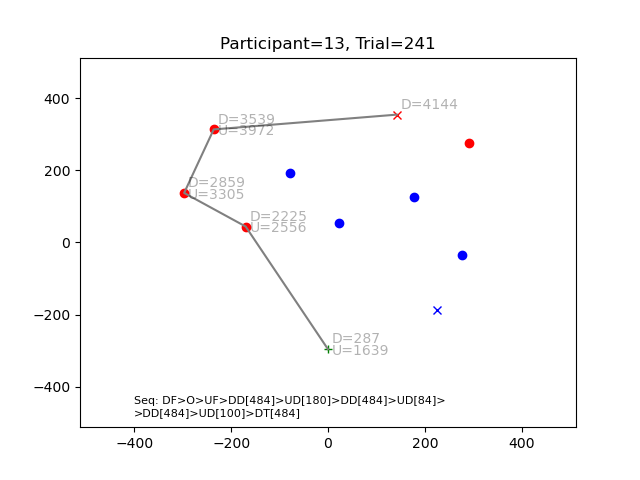 Participant=13, Trial=241
D=4144
D=3539
U=3972
D=2859
U=3305
D=2225
U=2556
D=287
U=1639
Seq: DF>O>UF>DD[484]>UD[180]>DD[484]>UD[84]>
>DD[484]>UD[100]>DT[484]
400
200
0
−200
−400
−400
−200
0
200
400